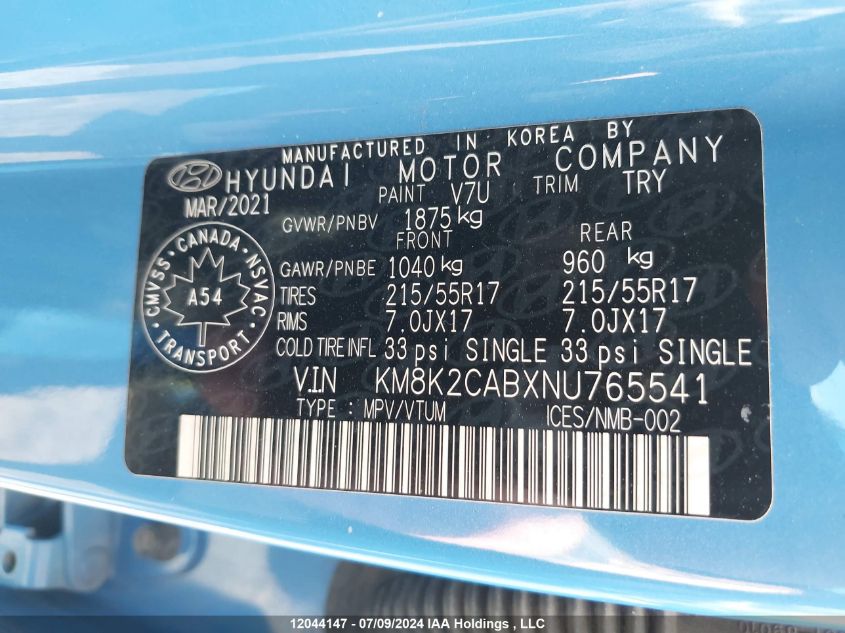 MANUFACTURED IN KOREA BY
HYUNDAI MOTOR COMPANY
MAR/2021 PAINT V7U TRIM TRY
GVWR/PNBV 1875 kg
FRONT REAR
GAWR/PNBE 1040 kg 960 kg
TIRES 215/55R17 215/55R17
RIMS 7.0JX17 7.0JX17
COLD TIRE INFL 33 psi SINGLE 33 psi SINGLE
V.IN KM8K2CABXNU765541
TYPE : MPV/VTUM ICES/NMB-002
CMVSS · CANADA · NSVAC
A54
TRANSPORT
12044147 - 07/09/2024 IAA Holdings , LLC